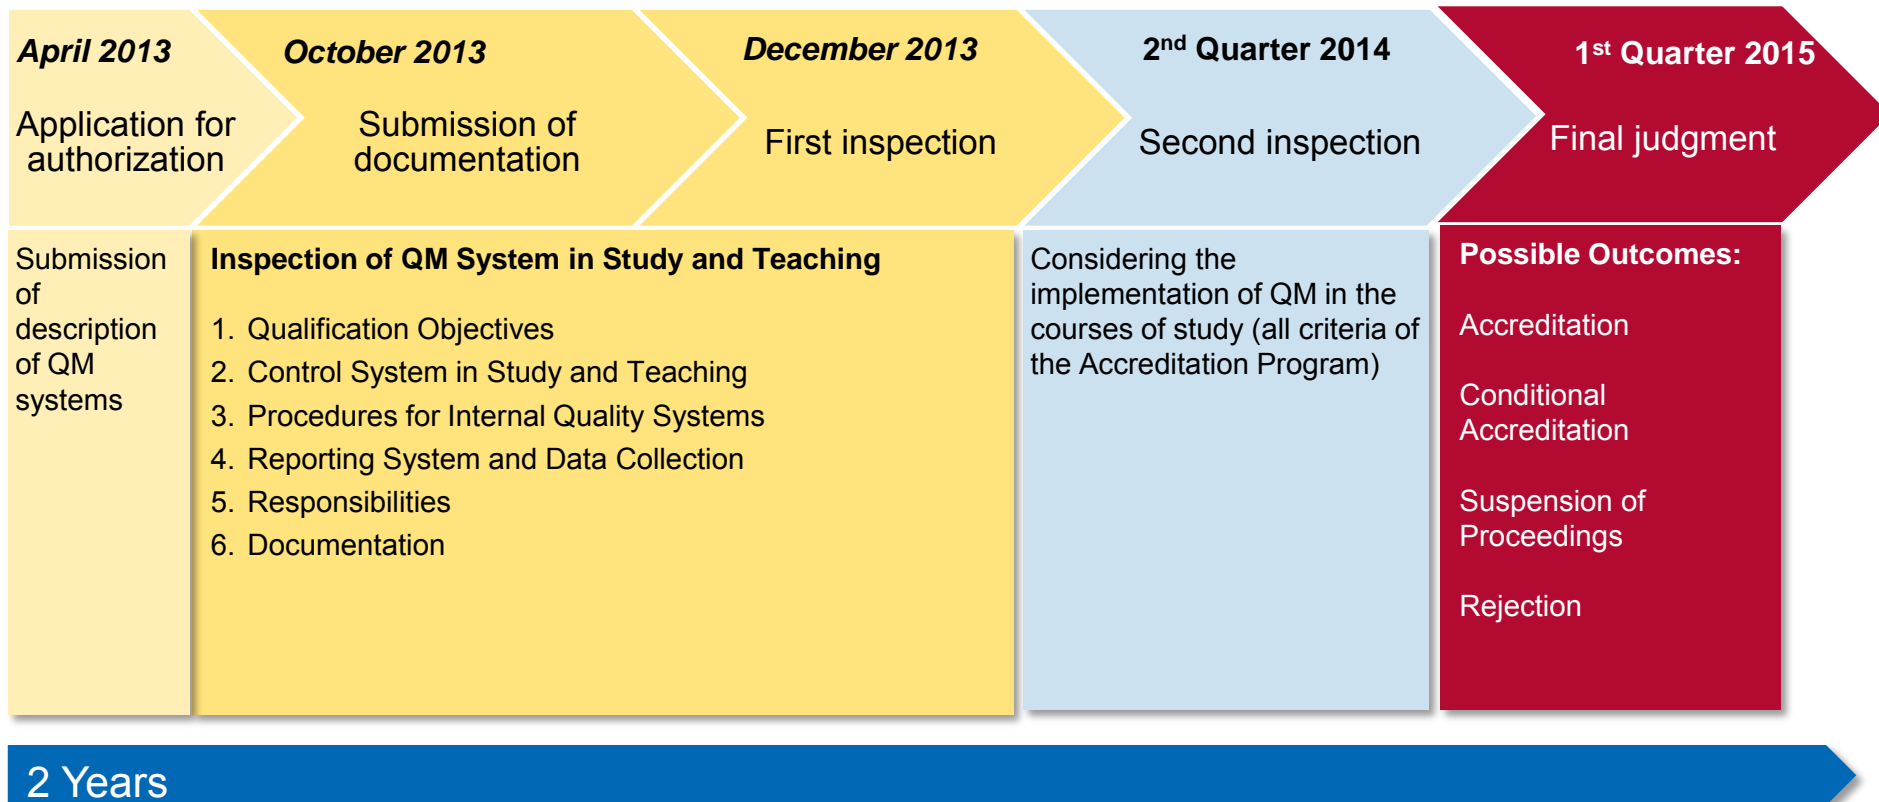 April 2013
Application for
authorization
October 2013
Submission of
documentation
December 2013
First inspection
2nd Quarter 2014
Second inspection
1st Quarter 2015
Final judgment
Submission
of
description
of QM
systems
Inspection of QM System in Study and Teaching
1. Qualification Objectives
2. Control System in Study and Teaching
3. Procedures for Internal Quality Systems
4. Reporting System and Data Collection
5. Responsibilities
6. Documentation
Considering the
implementation of QM in the
courses of study (all criteria of
the Accreditation Program)
Possible Outcomes:
Accreditation
Conditional
Accreditation
Suspension of
Proceedings
Rejection
2 Years